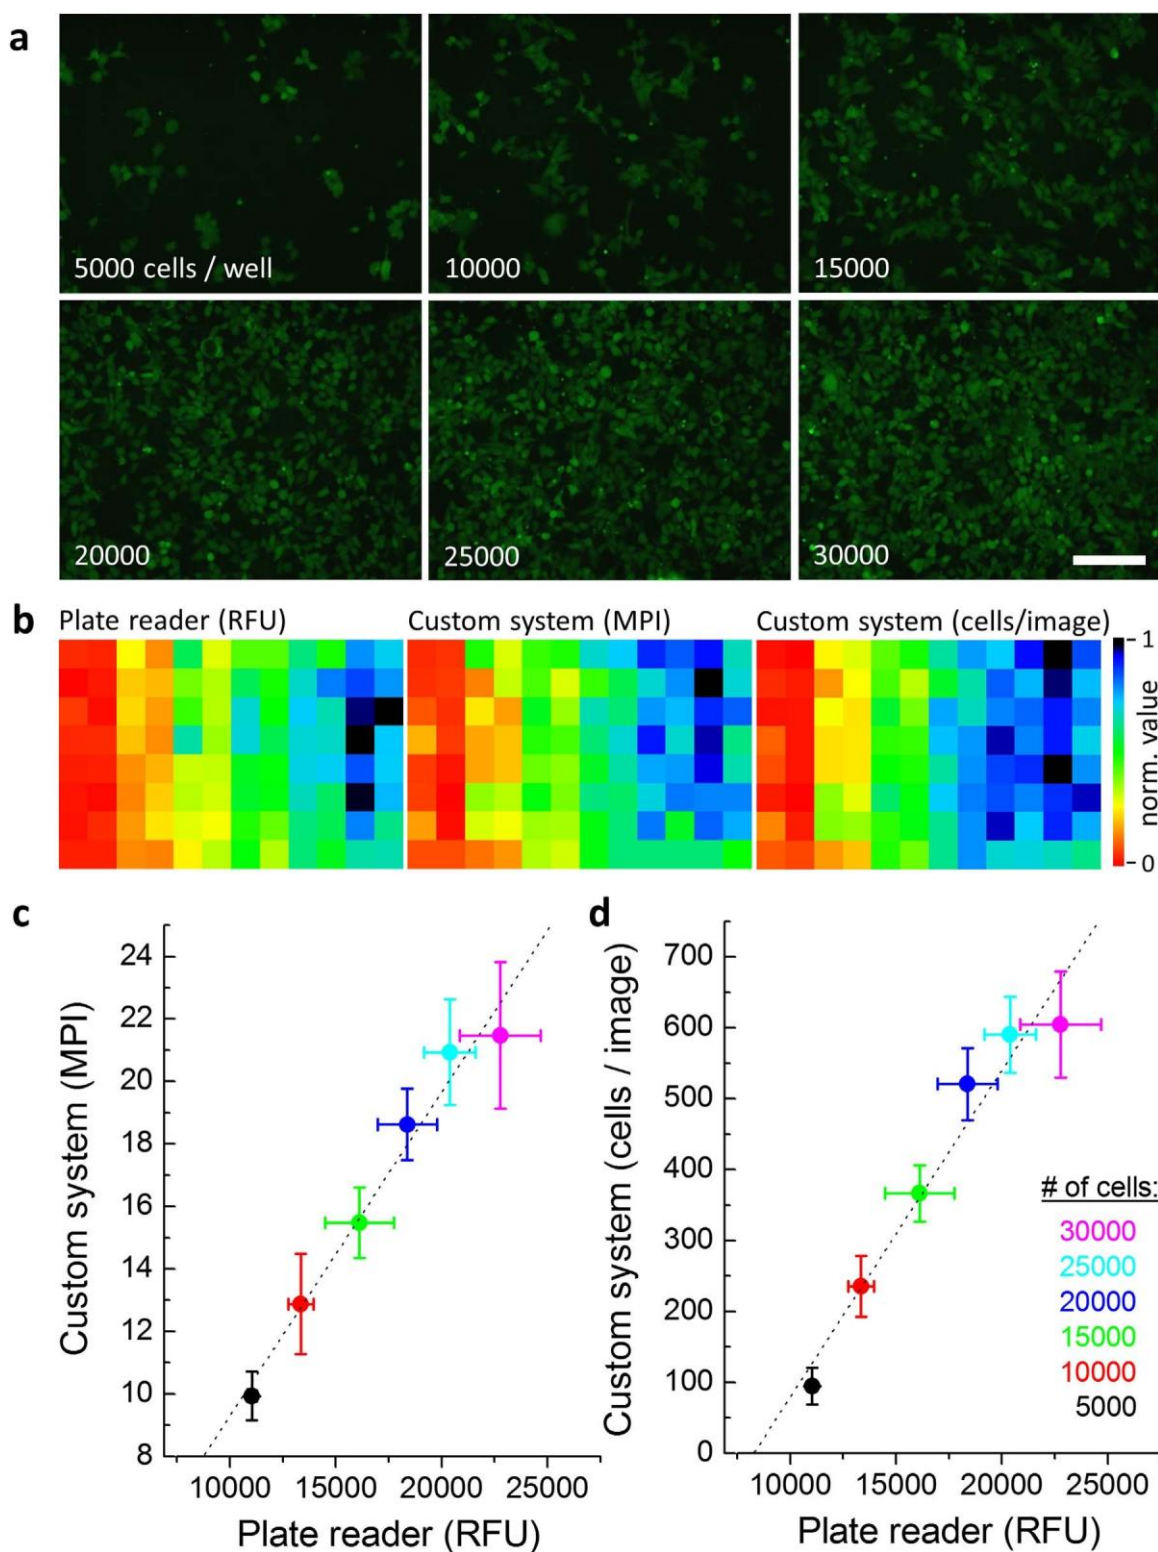 a
5000 cells / well
10000
15000
20000
25000
30000
b
Plate reader (RFU)
Custom system (MPI)
Custom system (cells/image)
1
norm. value
0
c
Custom system (MPI)
24
22
20
18
16
14
12
10
8
10000 15000 20000 25000
Plate reader (RFU)
d
Custom system (cells / image)
700
600
500
400
300
200
100
0
10000 15000 20000 25000
Plate reader (RFU)
# of cells:
30000
25000
20000
15000
10000
5000